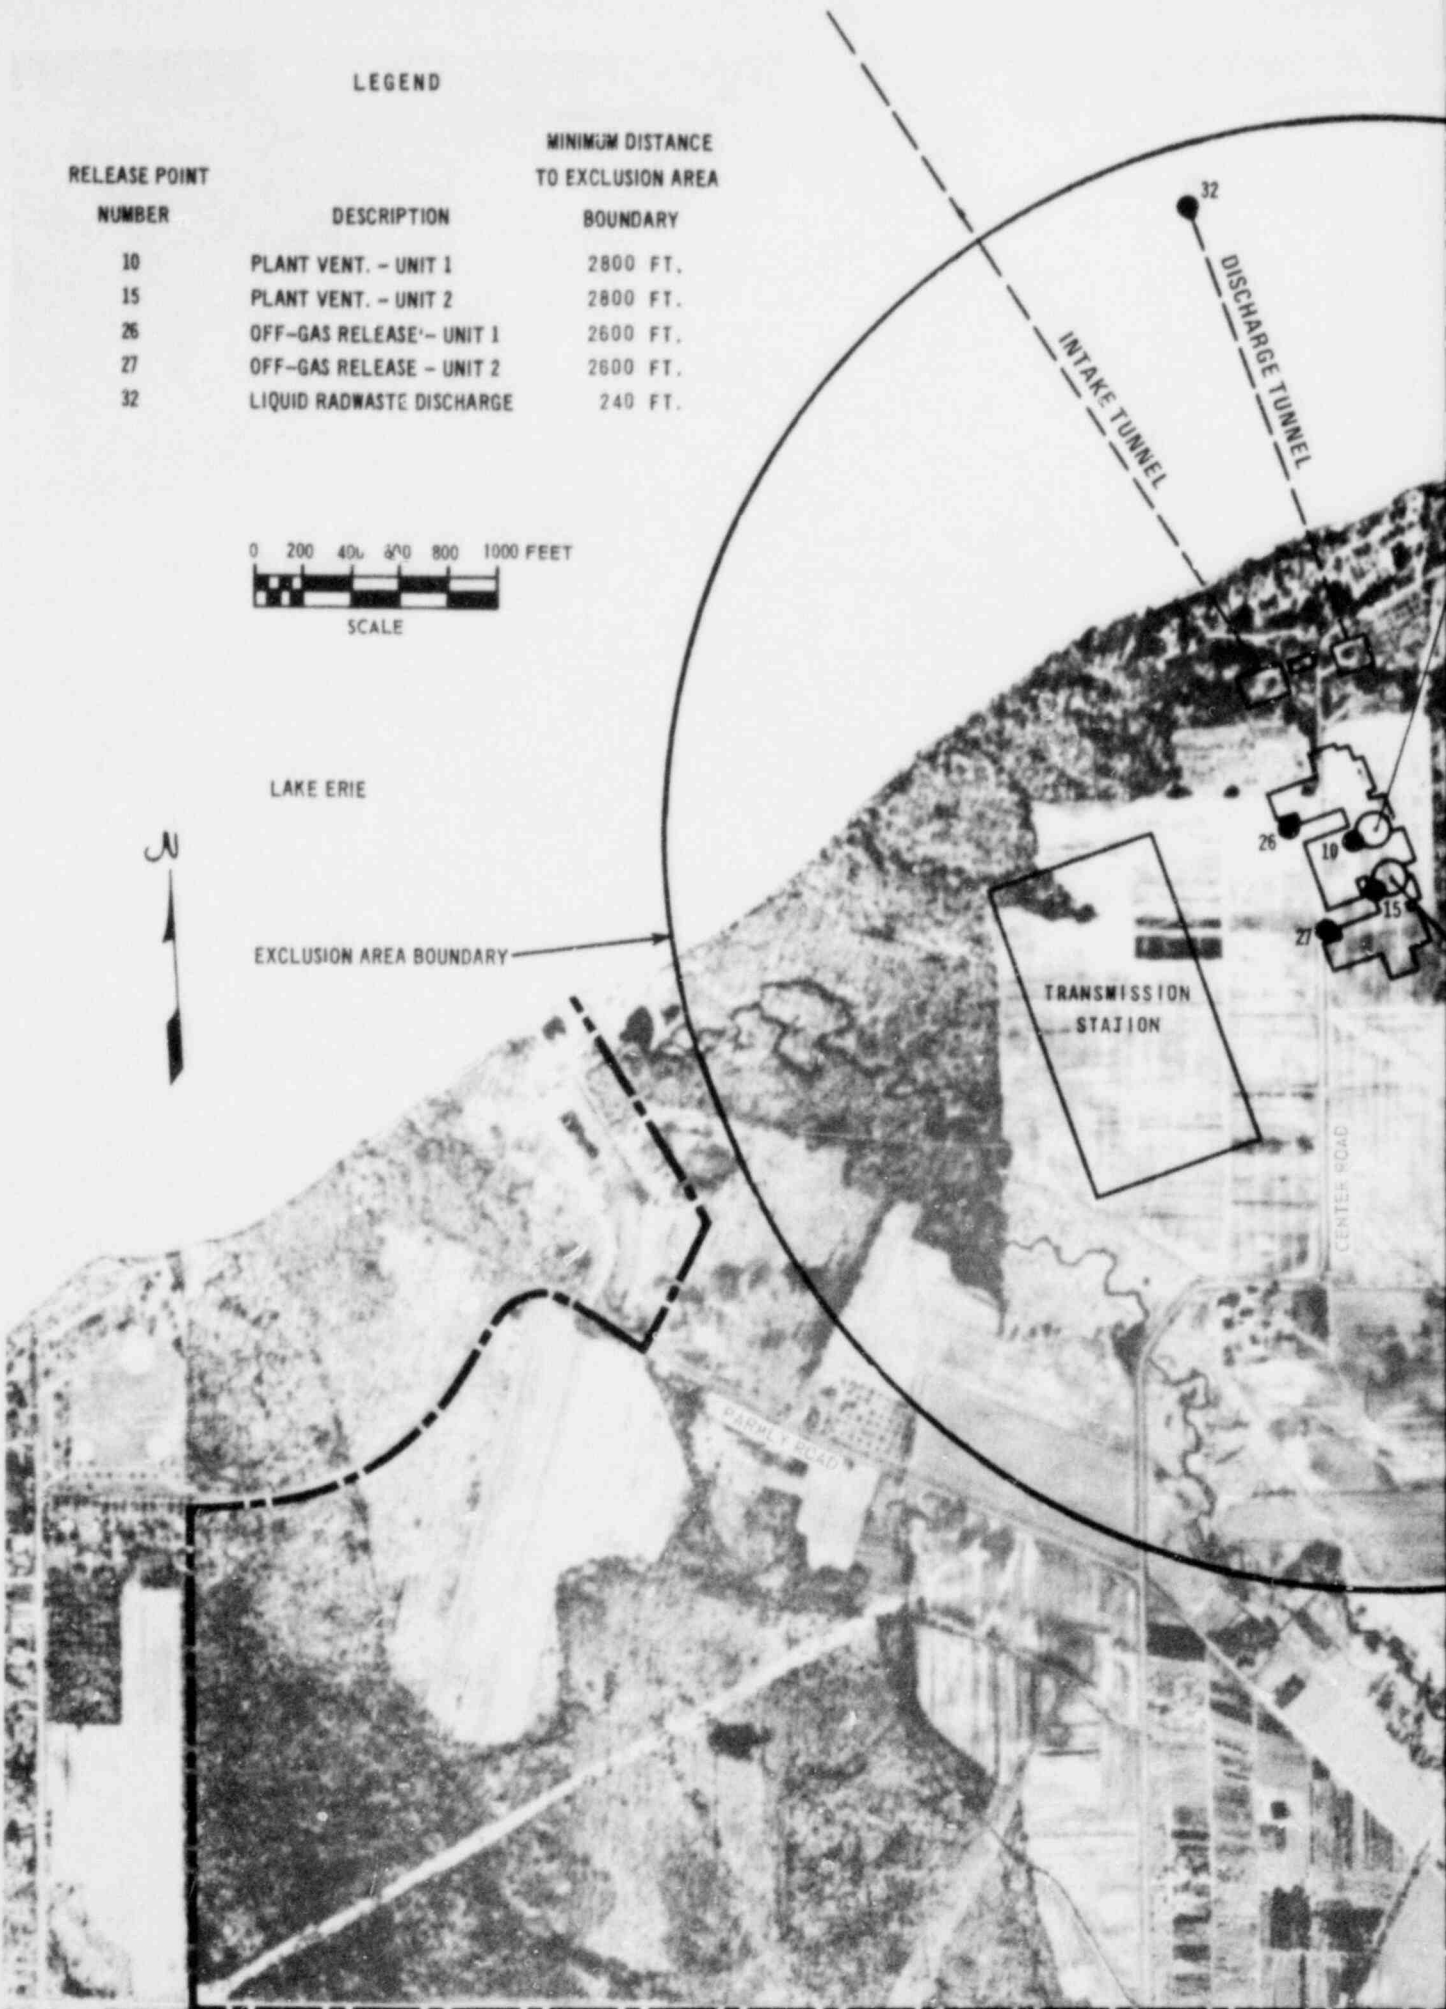 LEGEND
RELEASE POINT NUMBER DESCRIPTION MINIMUM DISTANCE TO EXCLUSION AREA BOUNDARY
10 PLANT VENT. - UNIT 1 2800 FT.
15 PLANT VENT. - UNIT 2 2800 FT.
26 OFF-GAS RELEASE - UNIT 1 2600 FT.
27 OFF-GAS RELEASE - UNIT 2 2600 FT.
32 LIQUID RADWASTE DISCHARGE 240 FT.
0 200 400 600 800 1000 FEET
SCALE
LAKE ERIE
N
EXCLUSION AREA BOUNDARY
32
DISCHARGE TUNNEL
INTAKE TUNNEL
26
10
15
27
TRANSMISSION
STATION
CENTER ROAD
PARMLY ROAD